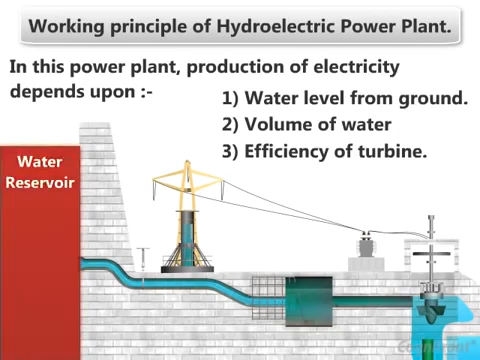 Working principle of Hydroelectric Power Plant.
In this power plant, production of electricity
depends upon :-
1) Water level from ground.
2) Volume of water
3) Efficiency of turbine.
Water
Reservoir